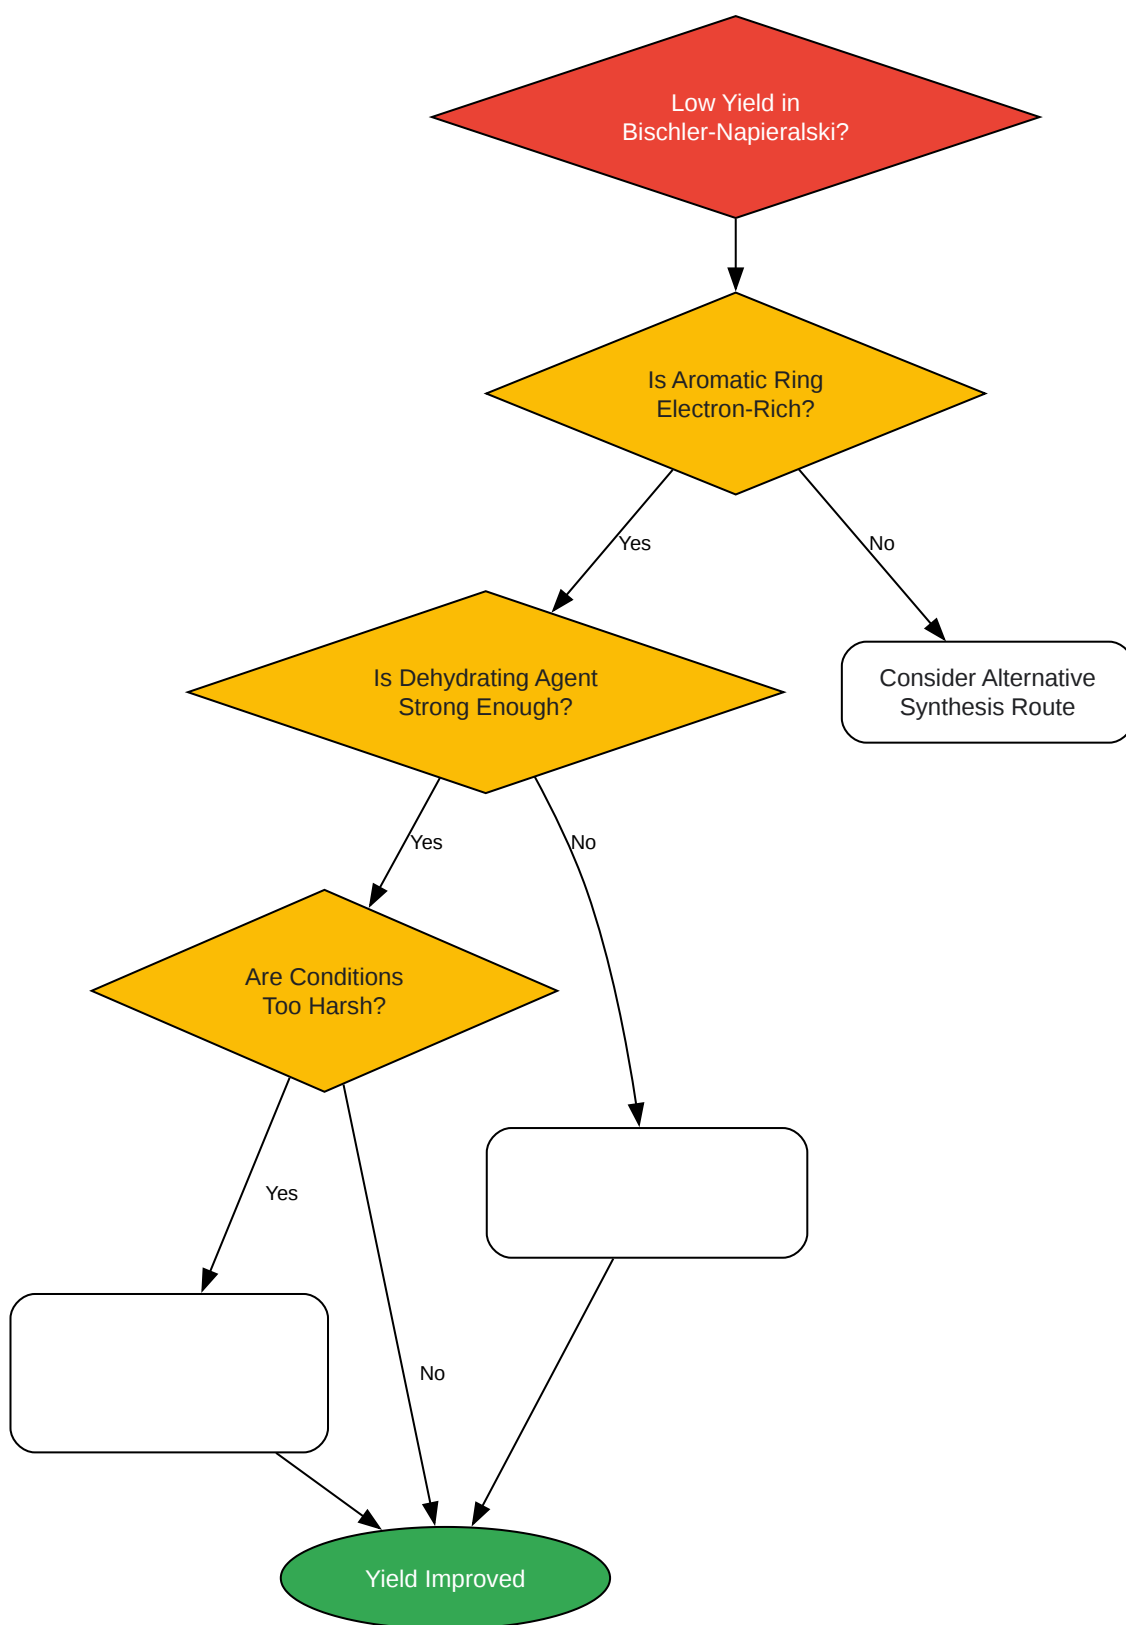 Low Yield in
Bischler-Napieralski?
Is Aromatic Ring
Electron-Rich?
Yes
No
Is Dehydrating Agent
Strong Enough?
Consider Alternative
Synthesis Route
Yes
No
Are Conditions
Too Harsh?
Yes
No
Yield Improved